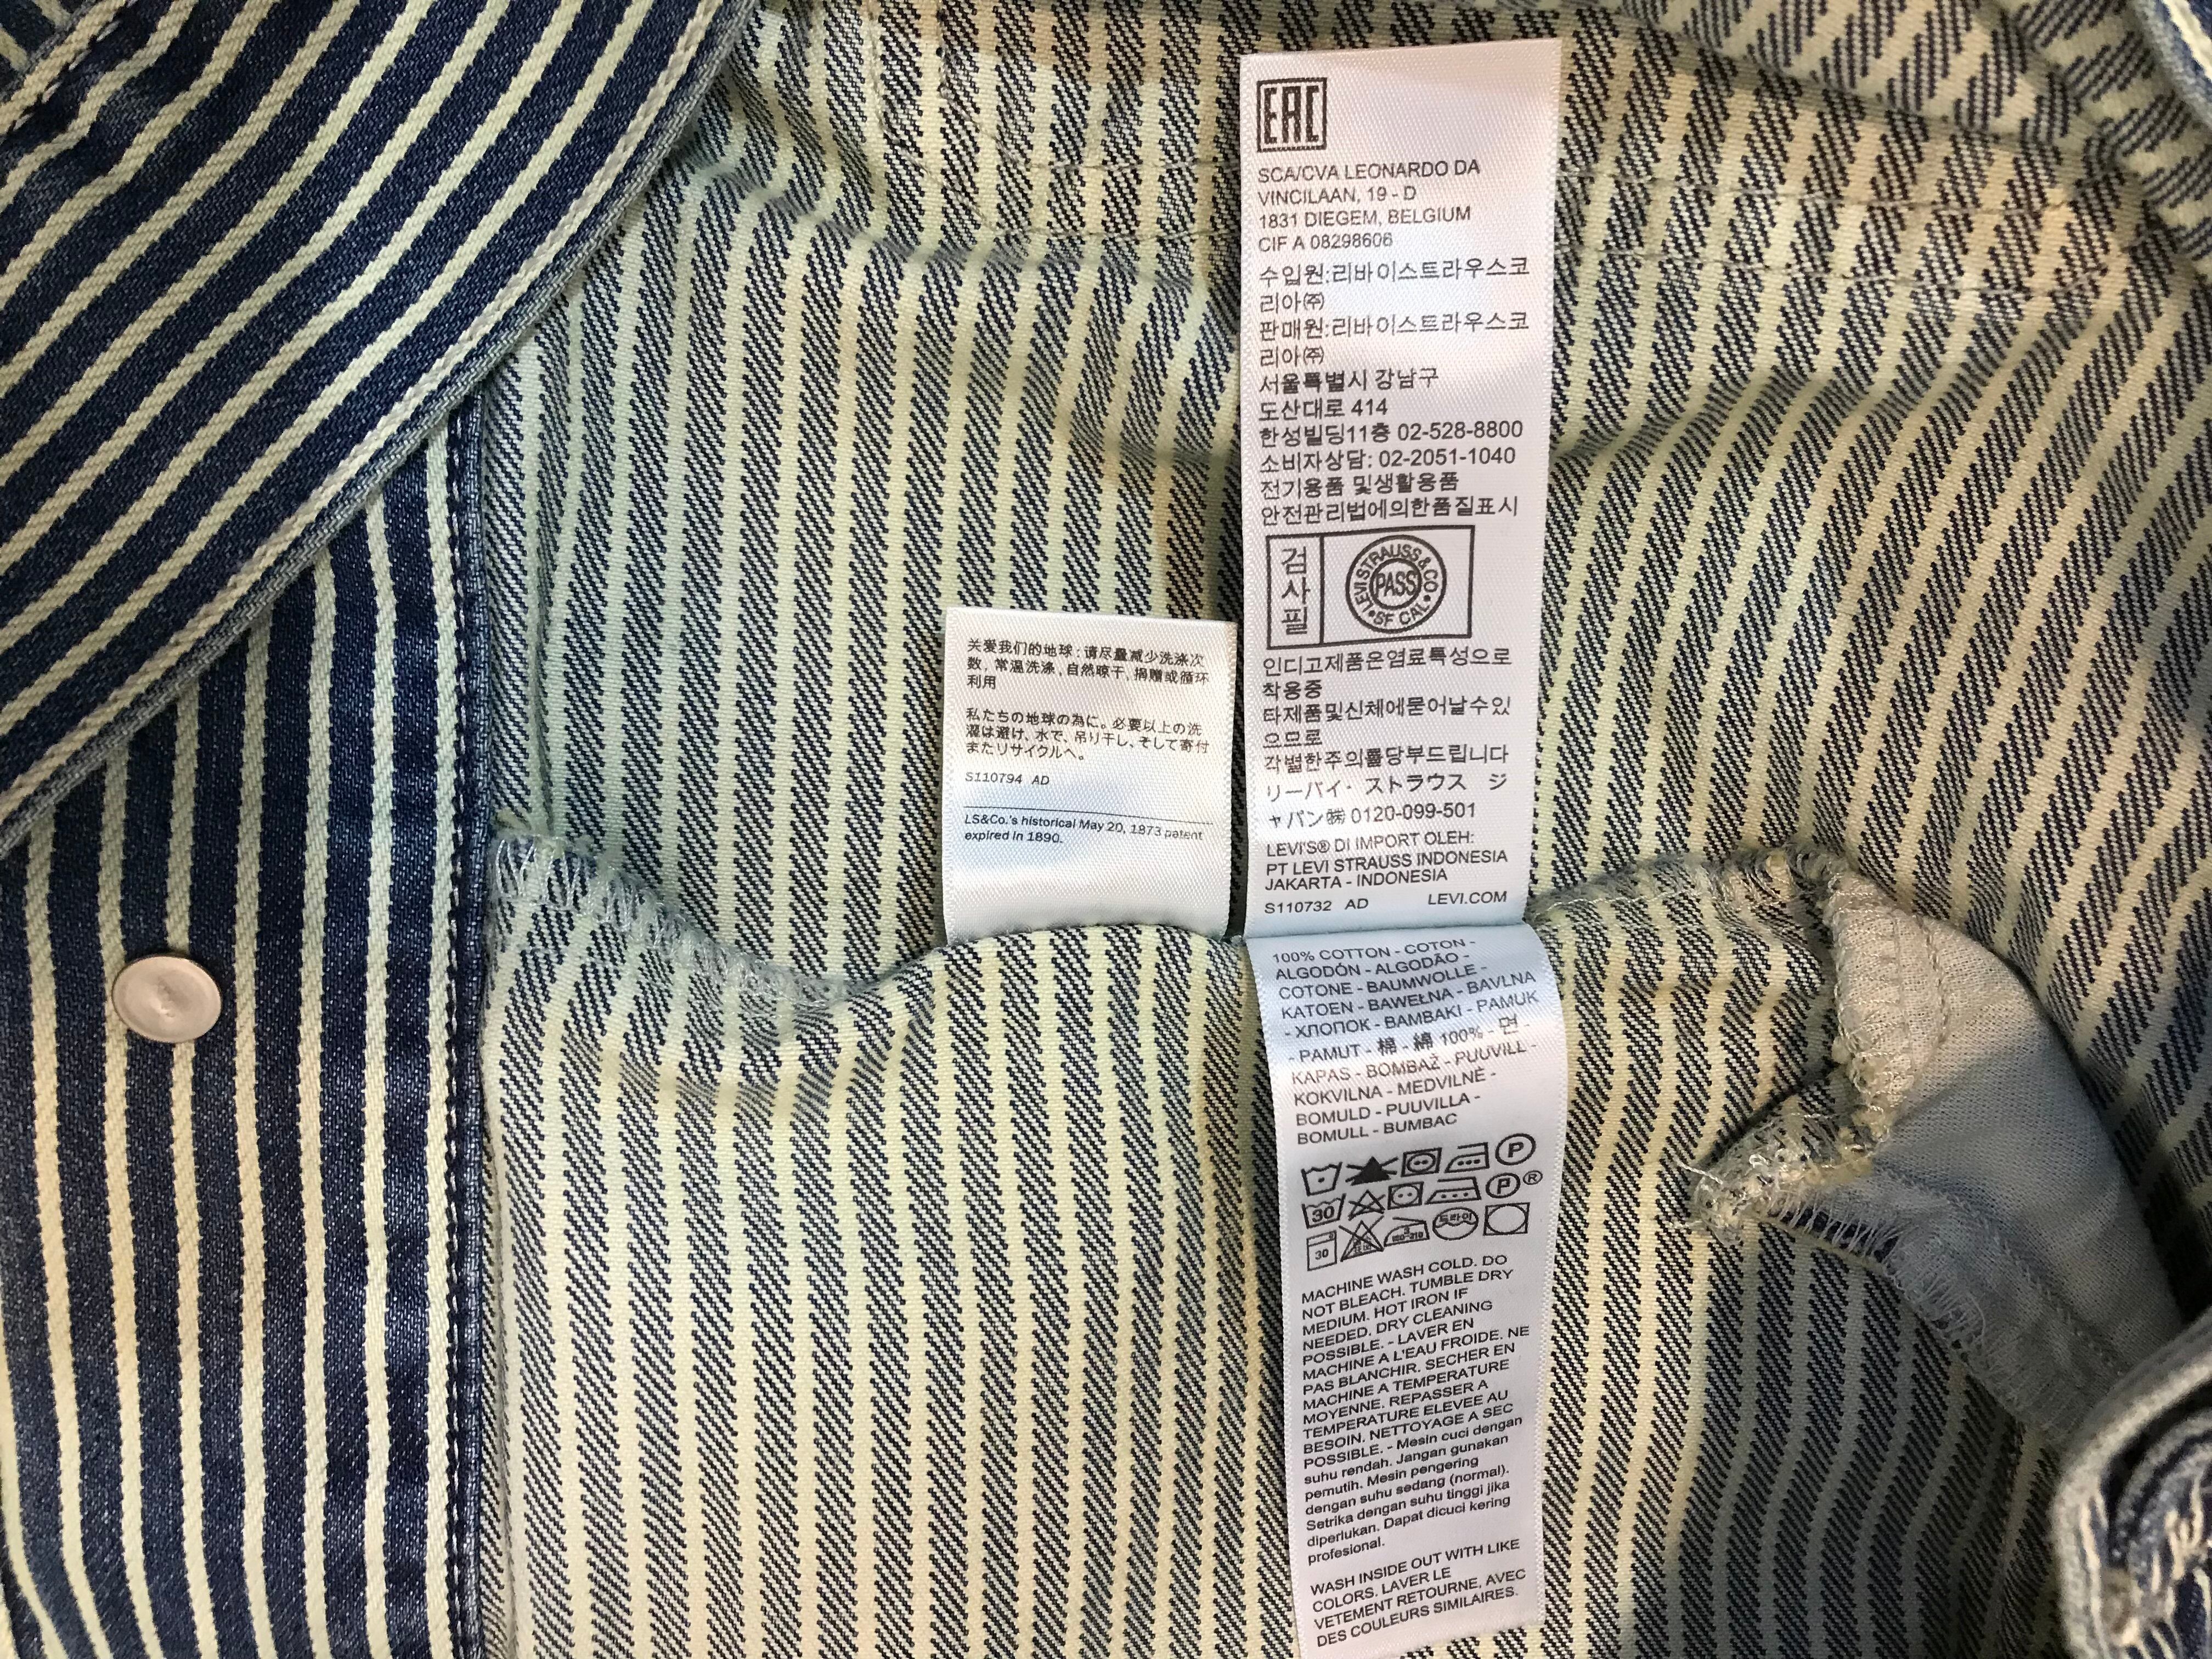 关爱我们的地球:请尽量减少洗涤次
数,常温洗涤,自然晾干,捐赠或循环
利用
私たちの地球の為に。必要以上の洗
濯は避け、水で、吊り干し、そして寄付
またリサイクルへ。
S110794 AD
LS&Co.'s historical May 20, 1873 patent
expired in 1890.
EAC
SCA/CVA LEONARDO DA
VINCILAAN, 19 - D
1831 DIEGEM, BELGIUM
CIF A 08298606
수입원:리바이스트라우스코
리아㈜
판매원:리바이스트라우스코
리아㈜
서울특별시 강남구
도산대로 414
한성빌딩11층 02-528-8800
소비자상담: 02-2051-1040
전기용품 및생활용품
안전관리법에의한품질표시
검
사
필
LEVI STRAUSS & CO
PASS
SF CAL
인디고제품은염료특성으로
착용중
타제품및신체에묻어날수있
으므로
각별한주의를당부드립니다
リーバイ・ストラウス ジ
ャパン㈱ 0120-099-501
LEVI'S® DI IMPORT OLEH:
PT LEVI STRAUSS INDONESIA
JAKARTA - INDONESIA
S110732 AD LEVI.COM
100% COTTON - COTON -
ALGODÓN - ALGODÃO -
COTONE - BAUMWOLLE -
KATOEN - BAWEŁNA - BAVLNA
- ХЛОПОК - BAMBAKI - PAMUK
- PAMUT - 棉 - 綿 100% - 면 -
KAPAS - BOMBAŽ - PUUVILL -
KOKVILNA - MEDVILNĖ -
BOMULD - PUUVILLA -
BOMULL - BUMBAC
P
30 P ®
30 드라이
MACHINE WASH COLD. DO
NOT BLEACH. TUMBLE DRY
MEDIUM. HOT IRON IF
NEEDED. DRY CLEANING
POSSIBLE. - LAVER EN
MACHINE A L'EAU FROIDE. NE
PAS BLANCHIR. SECHER EN
MACHINE A TEMPERATURE
MOYENNE. REPASSER A
TEMPERATURE ELEVEE AU
BESOIN. NETTOYAGE A SEC
POSSIBLE. - Mesin cuci dengan
suhu rendah. Jangan gunakan
pemutih. Mesin pengering
dengan suhu sedang (normal).
Setrika dengan suhu tinggi jika
diperlukan. Dapat dicuci kering
profesional.
WASH INSIDE OUT WITH LIKE
COLORS. LAVER LE
VETEMENT RETOURNE, AVEC
DES COULEURS SIMILAIRES.